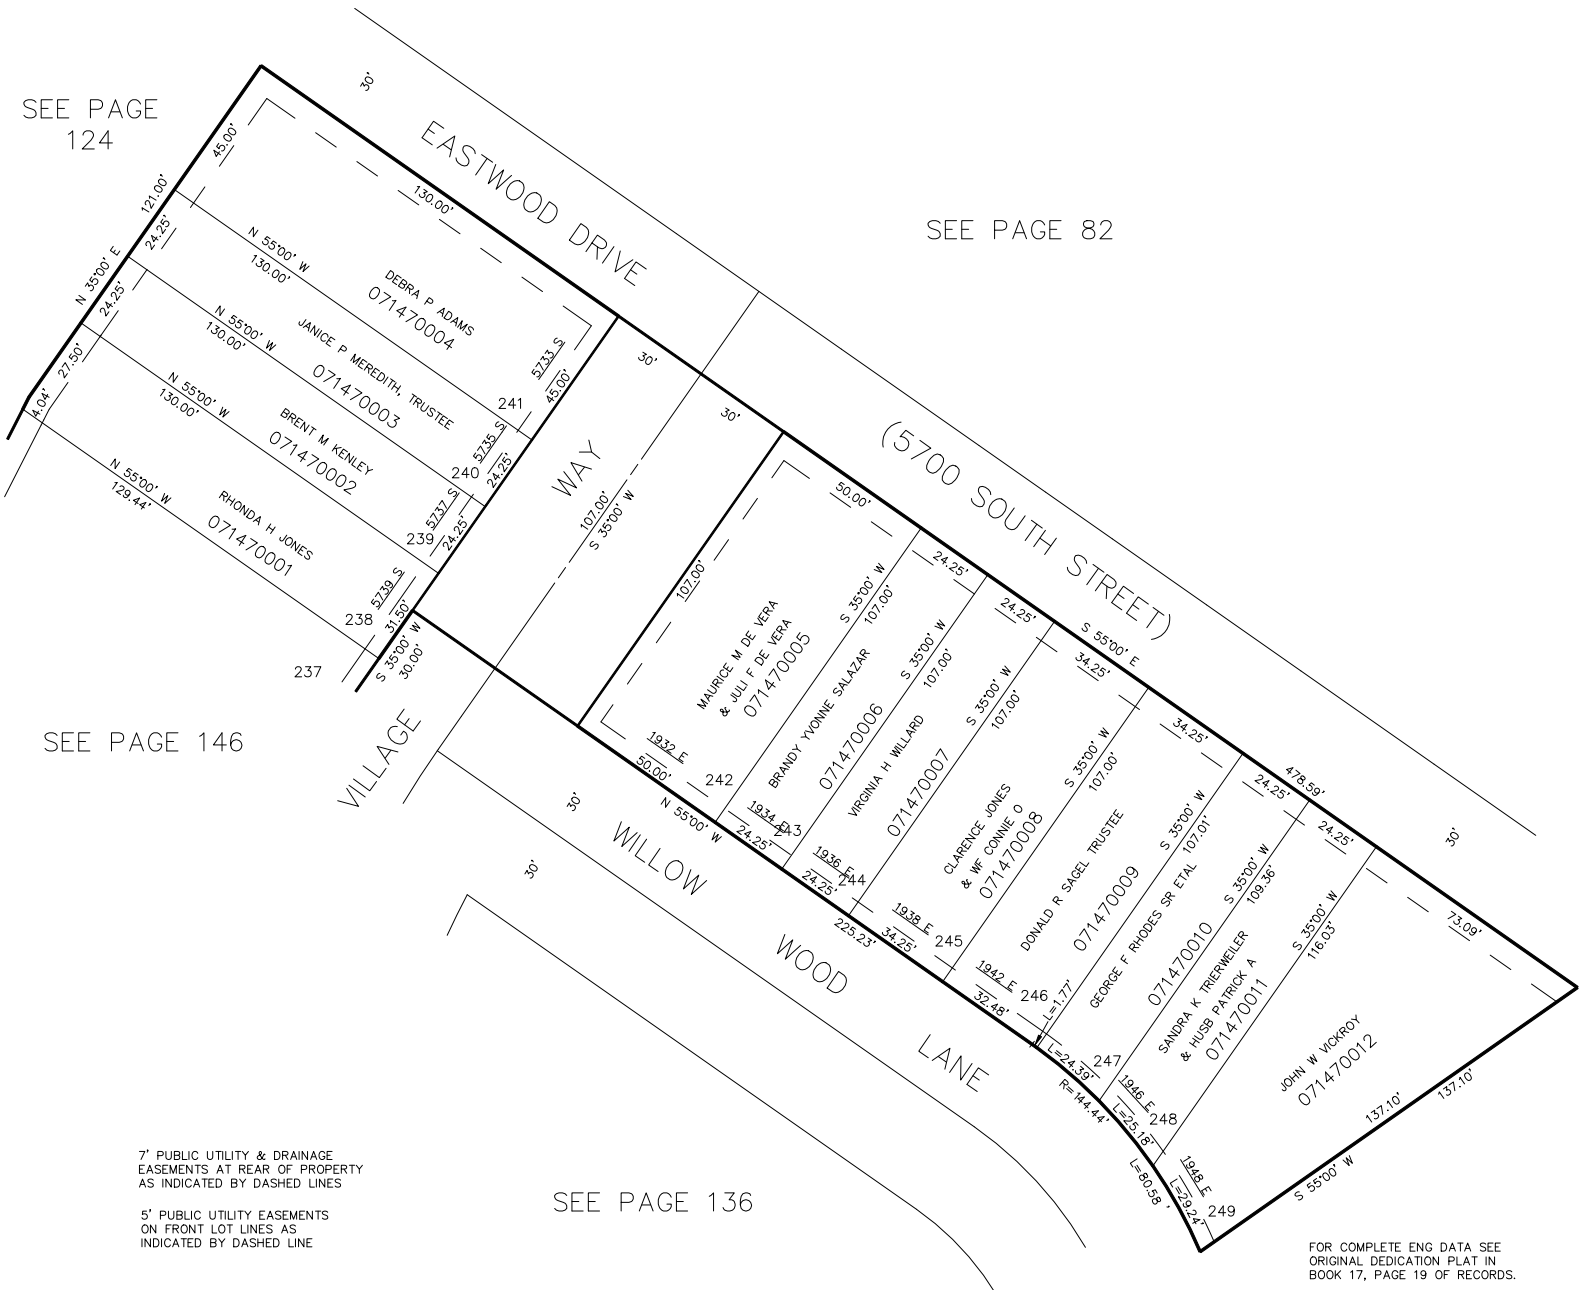 SEE PAGE
124
30'
EASTWOOD DRIVE
SEE PAGE 82
(5700 SOUTH STREET)
45.00'
121.00'
24.25'
N 35°00' E
24.25'
27.50'
4.04'
130.00'
N 55°00' W
130.00'
DEBRA P ADAMS
071470004
5733 S
45.00'
241
N 55°00' W
130.00'
JANICE P MEREDITH, TRUSTEE
071470003
5735 S
24.25'
240
N 55°00' W
130.00'
BRENT M KENLEY
071470002
5737 S
24.25'
239
N 55°00' W
129.44'
RHONDA H JONES
071470001
5739 S
31.50'
238
S 35°00' W
30.00'
237
30'
30'
VILLAGE
WAY
107.00'
S 35°00' W
SEE PAGE 146
107.00'
50.00'
MAURICE M DE VERA
& JULI F DE VERA
071470005
1932 E
50.00'
242
N 55°00' W
24.25'
S 35°00' W
107.00'
BRANDY YVONNE SALAZAR
071470006
1934 E
24.25'
243
24.25'
S 35°00' W
107.00'
VIRGINIA H WILLARD
071470007
1936 E
24.25'
244
S 55°00' E
34.25'
S 35°00' W
107.00'
CLARENCE JONES
& WF CONNIE O
071470008
1938 E
34.25'
245
225.23'
34.25'
S 35°00' W
107.00'
DONALD R SAGEL TRUSTEE
071470009
1942 E
32.48'
246
L=1.77'
478.59'
24.25'
S 35°00' W
107.01'
GEORGE F RHODES SR ETAL
071470010
L=24.39'
247
R=144.44'
24.25'
S 35°00' W
109.36'
SANDRA K TRIERWEILER
& HUSB PATRICK A
071470011
1946 E
L=25.18'
248
L=80.58'
30'
73.09'
S 35°00' W
116.03'
JOHN W VICKROY
071470012
1948 E
L=29.24'
249
137.10'
137.10'
S 55°00' W
30'
30'
WILLOW
WOOD
LANE
SEE PAGE 136
7' PUBLIC UTILITY & DRAINAGE
EASEMENTS AT REAR OF PROPERTY
AS INDICATED BY DASHED LINES
5' PUBLIC UTILITY EASEMENTS
ON FRONT LOT LINES AS
INDICATED BY DASHED LINE
FOR COMPLETE ENG DATA SEE
ORIGINAL DEDICATION PLAT IN
BOOK 17, PAGE 19 OF RECORDS.